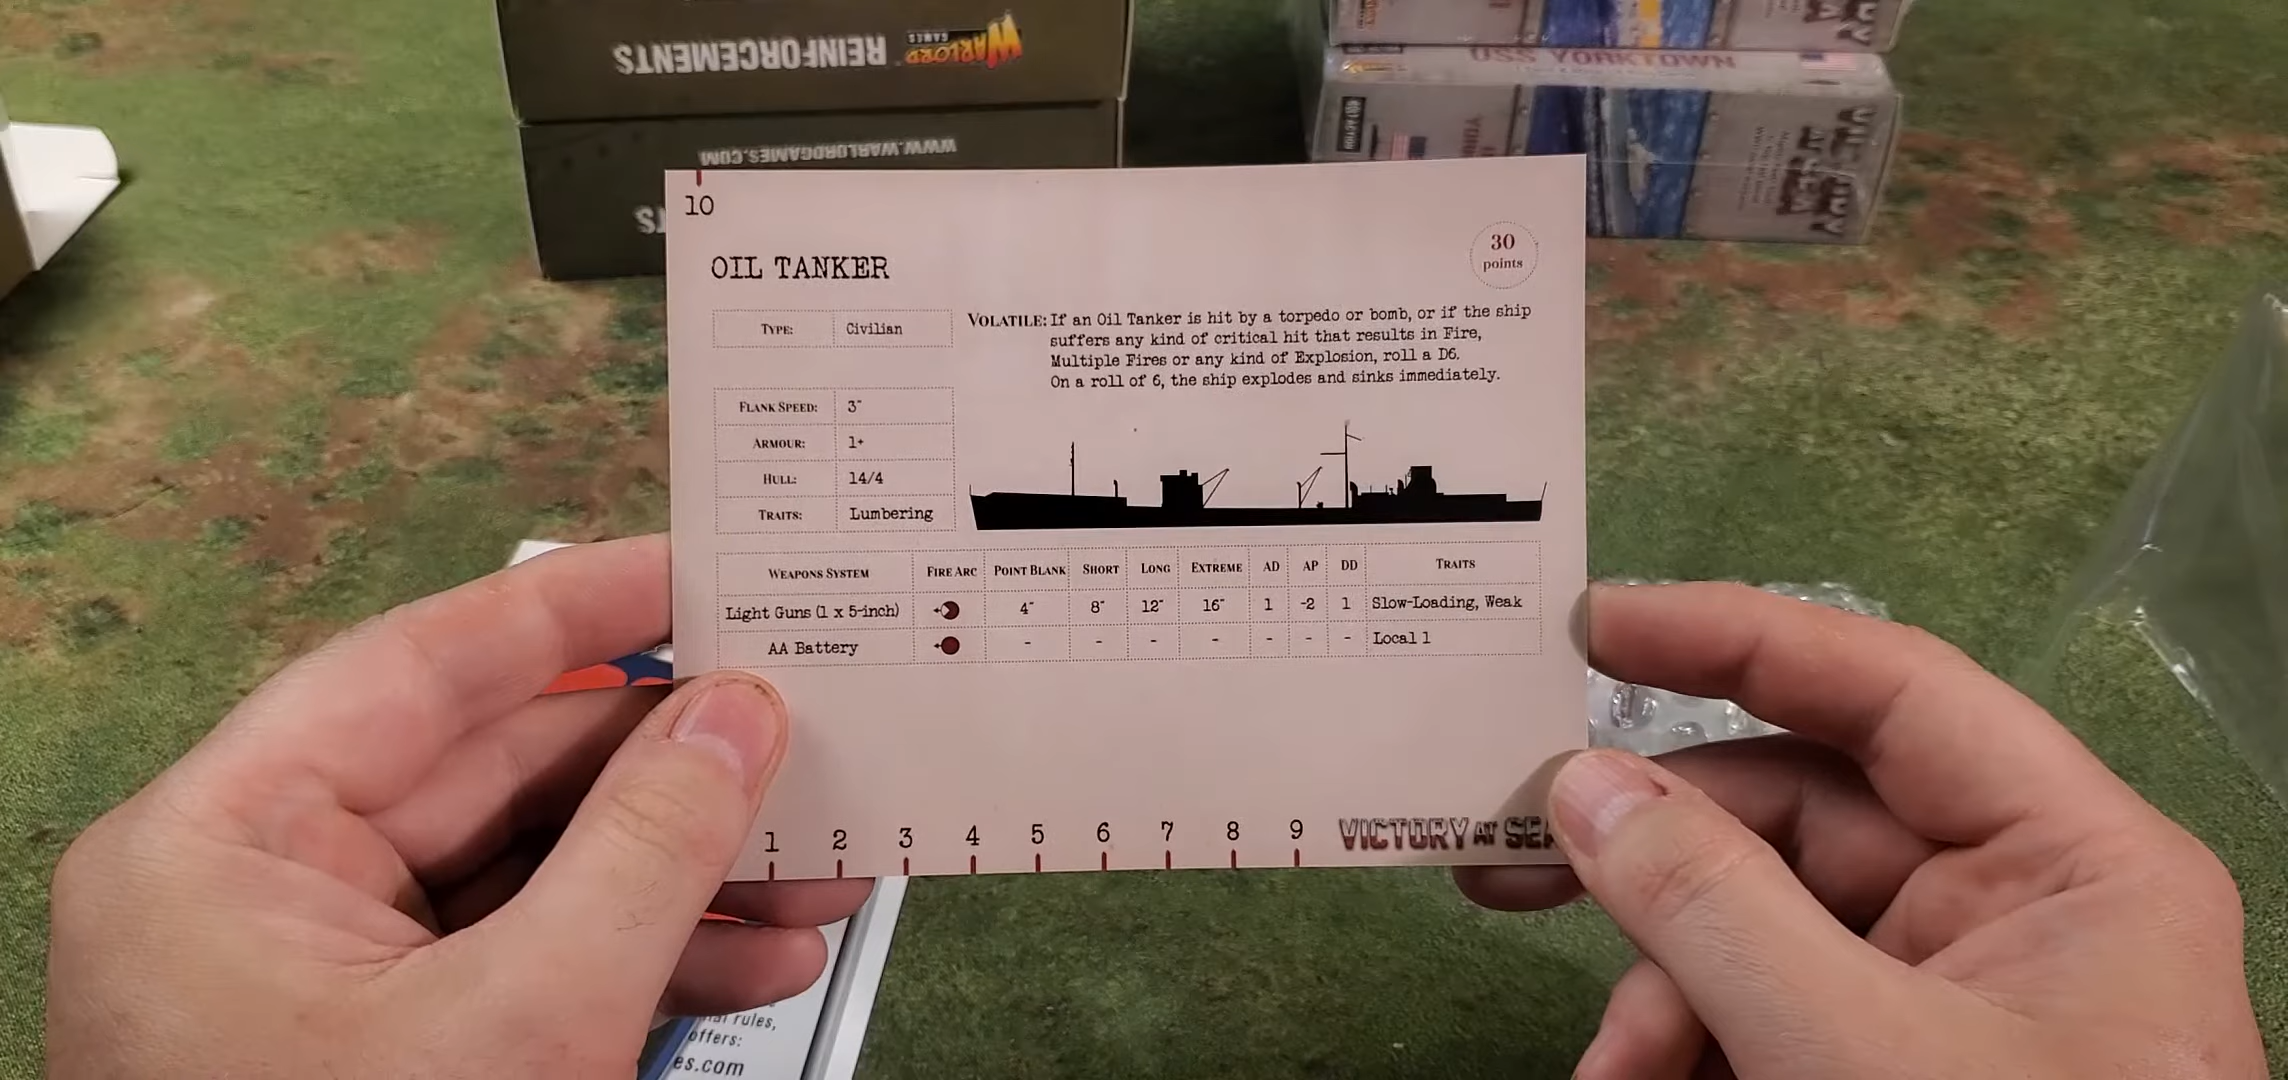 REINFORCEMENTS
WARLORD
GAMES
WWW.WARLORDGAMES.COM
USS YORKTOWN
10
OIL TANKER
30
points
TYPE: Civilian
VOLATILE: If an Oil Tanker is hit by a torpedo or bomb, or if the ship
suffers any kind of critical hit that results in Fire,
Multiple Fires or any kind of Explosion, roll a D6.
On a roll of 6, the ship explodes and sinks immediately.
FLANK SPEED: 3"
ARMOUR: 1+
HULL: 14/4
TRAITS: Lumbering
WEAPONS SYSTEM FIRE ARC POINT BLANK SHORT LONG EXTREME AD AP DD TRAITS
Light Guns (1 x 5-inch) 4" 8" 12" 16" 1 -2 1 Slow-Loading, Weak
AA Battery - - - - - - - Local 1
1 2 3 4 5 6 7 8 9
VICTORY AT SEA
rules,
offers:
es.com